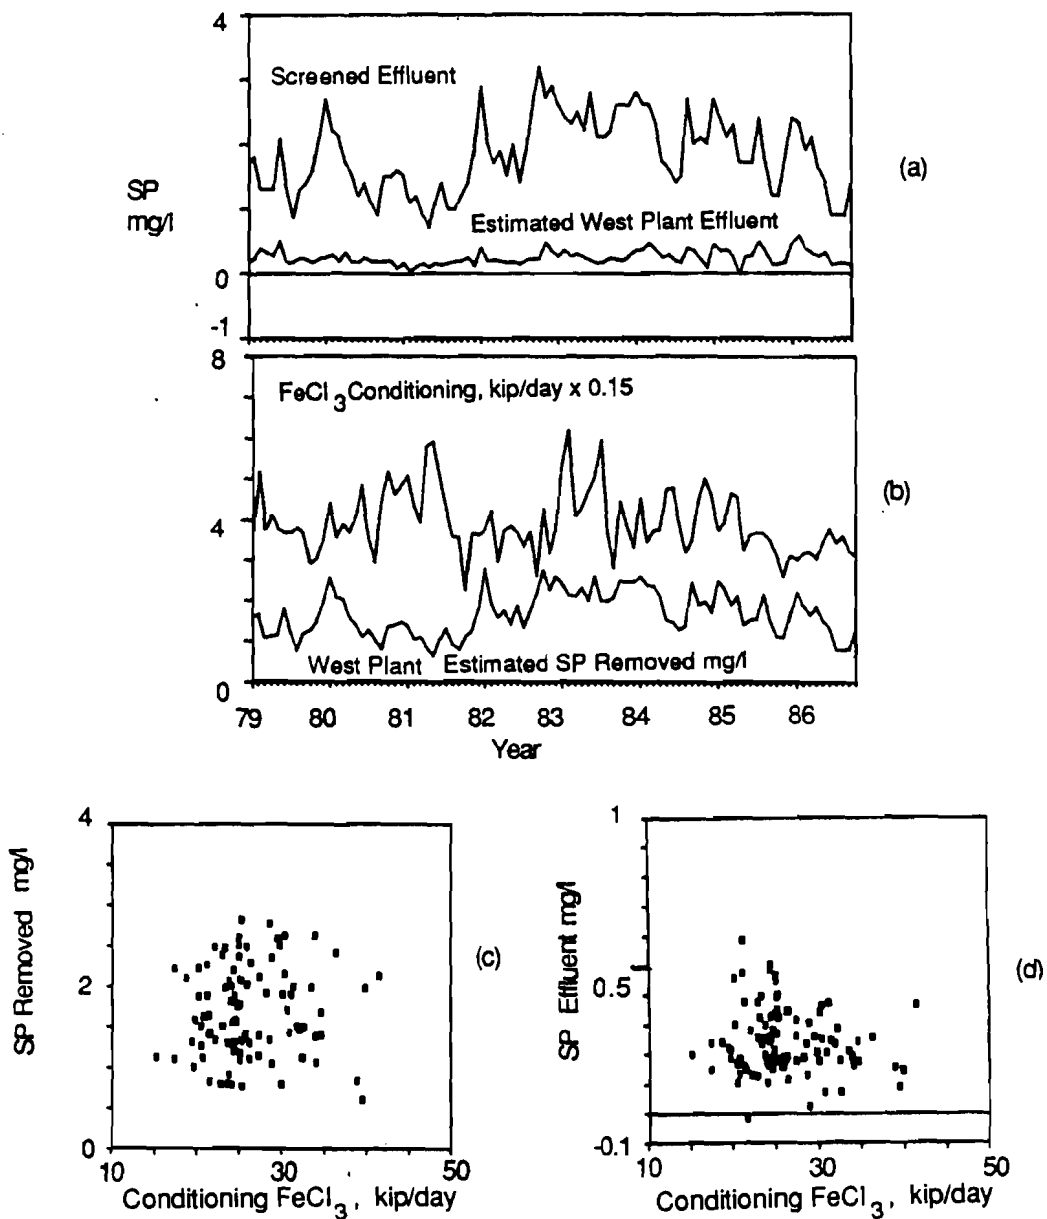 4
Screened Effluent
SP
mg/l
(a)
Estimated West Plant Effluent
0
-1
8
FeCl3 Conditioning, kip/day x 0.15
(b)
4
West Plant Estimated SP Removed mg/l
0
79 80 81 82 83 84 85 86
Year
4
SP Removed mg/l
2
(c)
0
10 30 50
Conditioning FeCl3, kip/day
1
SP Effluent mg/l
0.5
(d)
-0.1
10 30 50
Conditioning FeCl3, kip/day